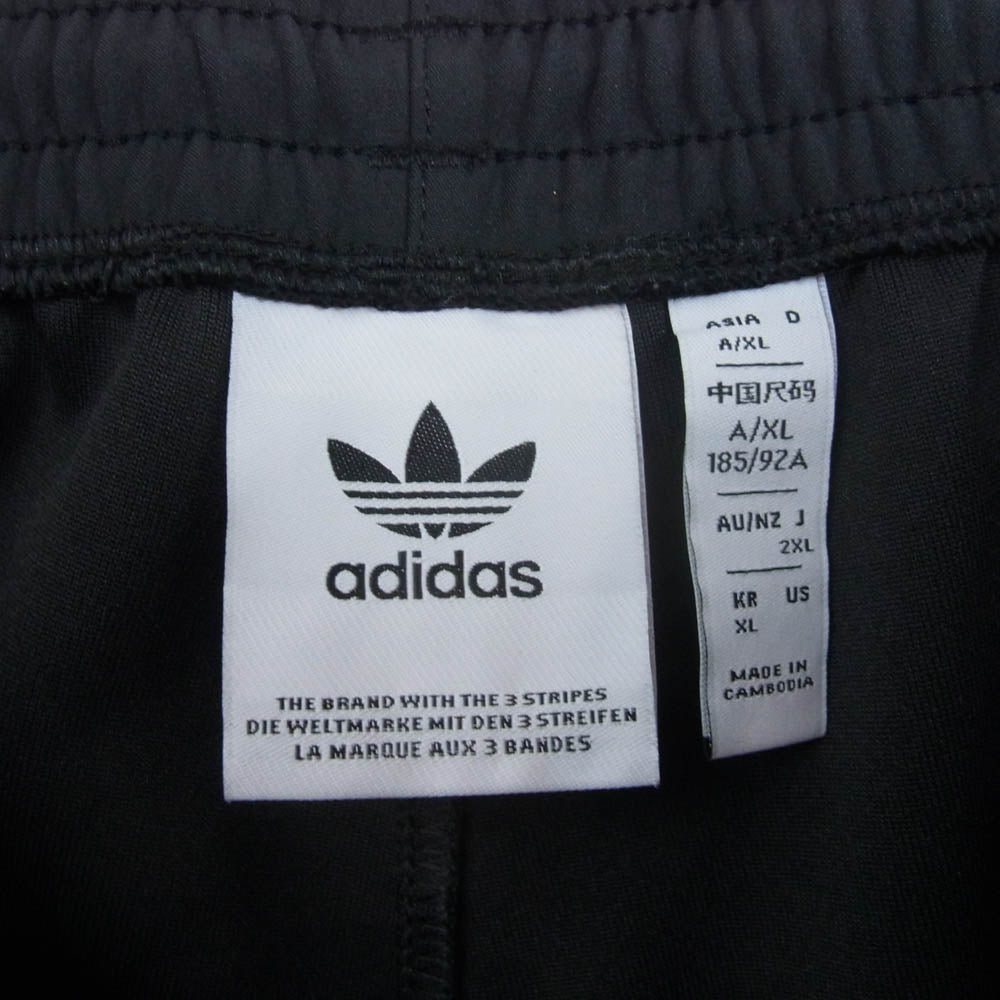 adidas
THE BRAND WITH THE 3 STRIPES
DIE WELTMARKE MIT DEN 3 STREIFEN
LA MARQUE AUX 3 BANDES
ASIA D
A/XL
中国尺码
A/XL
185/92A
AU/NZ J
2XL
KR US
XL
MADE IN
CAMBODIA